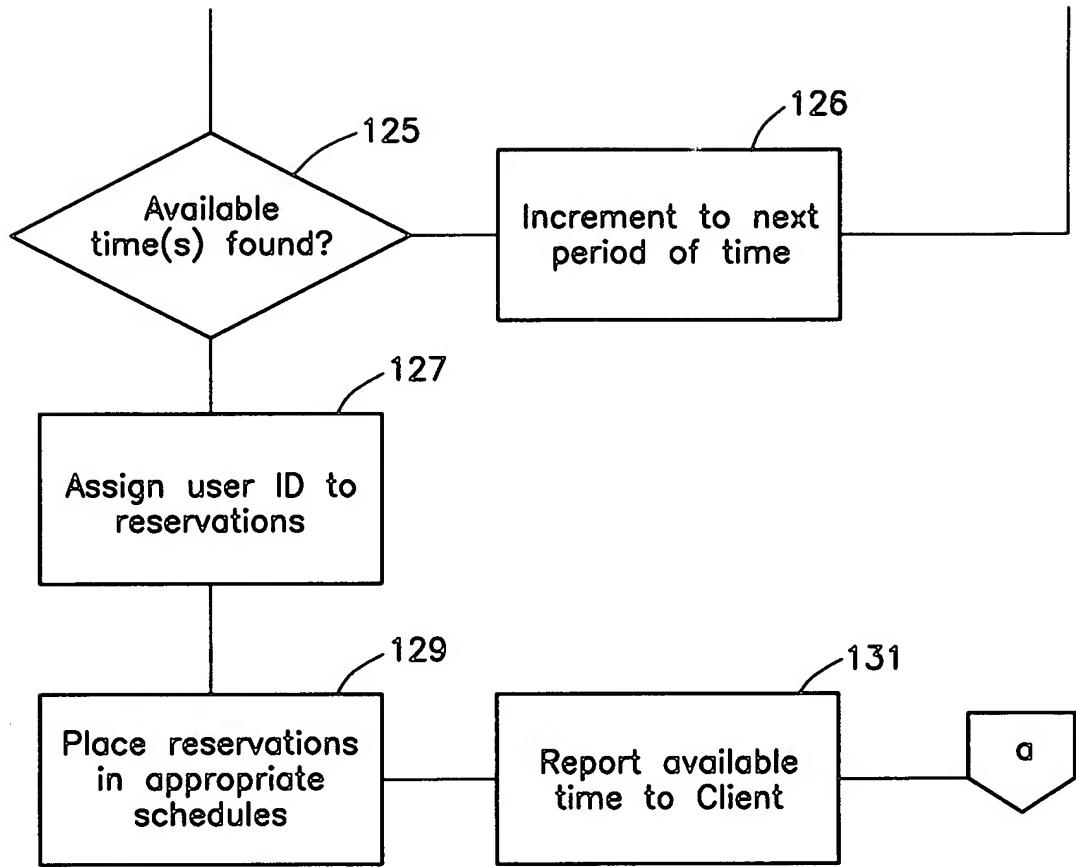 125
Available
time(s) found?
126
Increment to next
period of time
127
Assign user ID to
reservations
129
Place reservations
in appropriate
schedules
131
Report available
time to Client
a